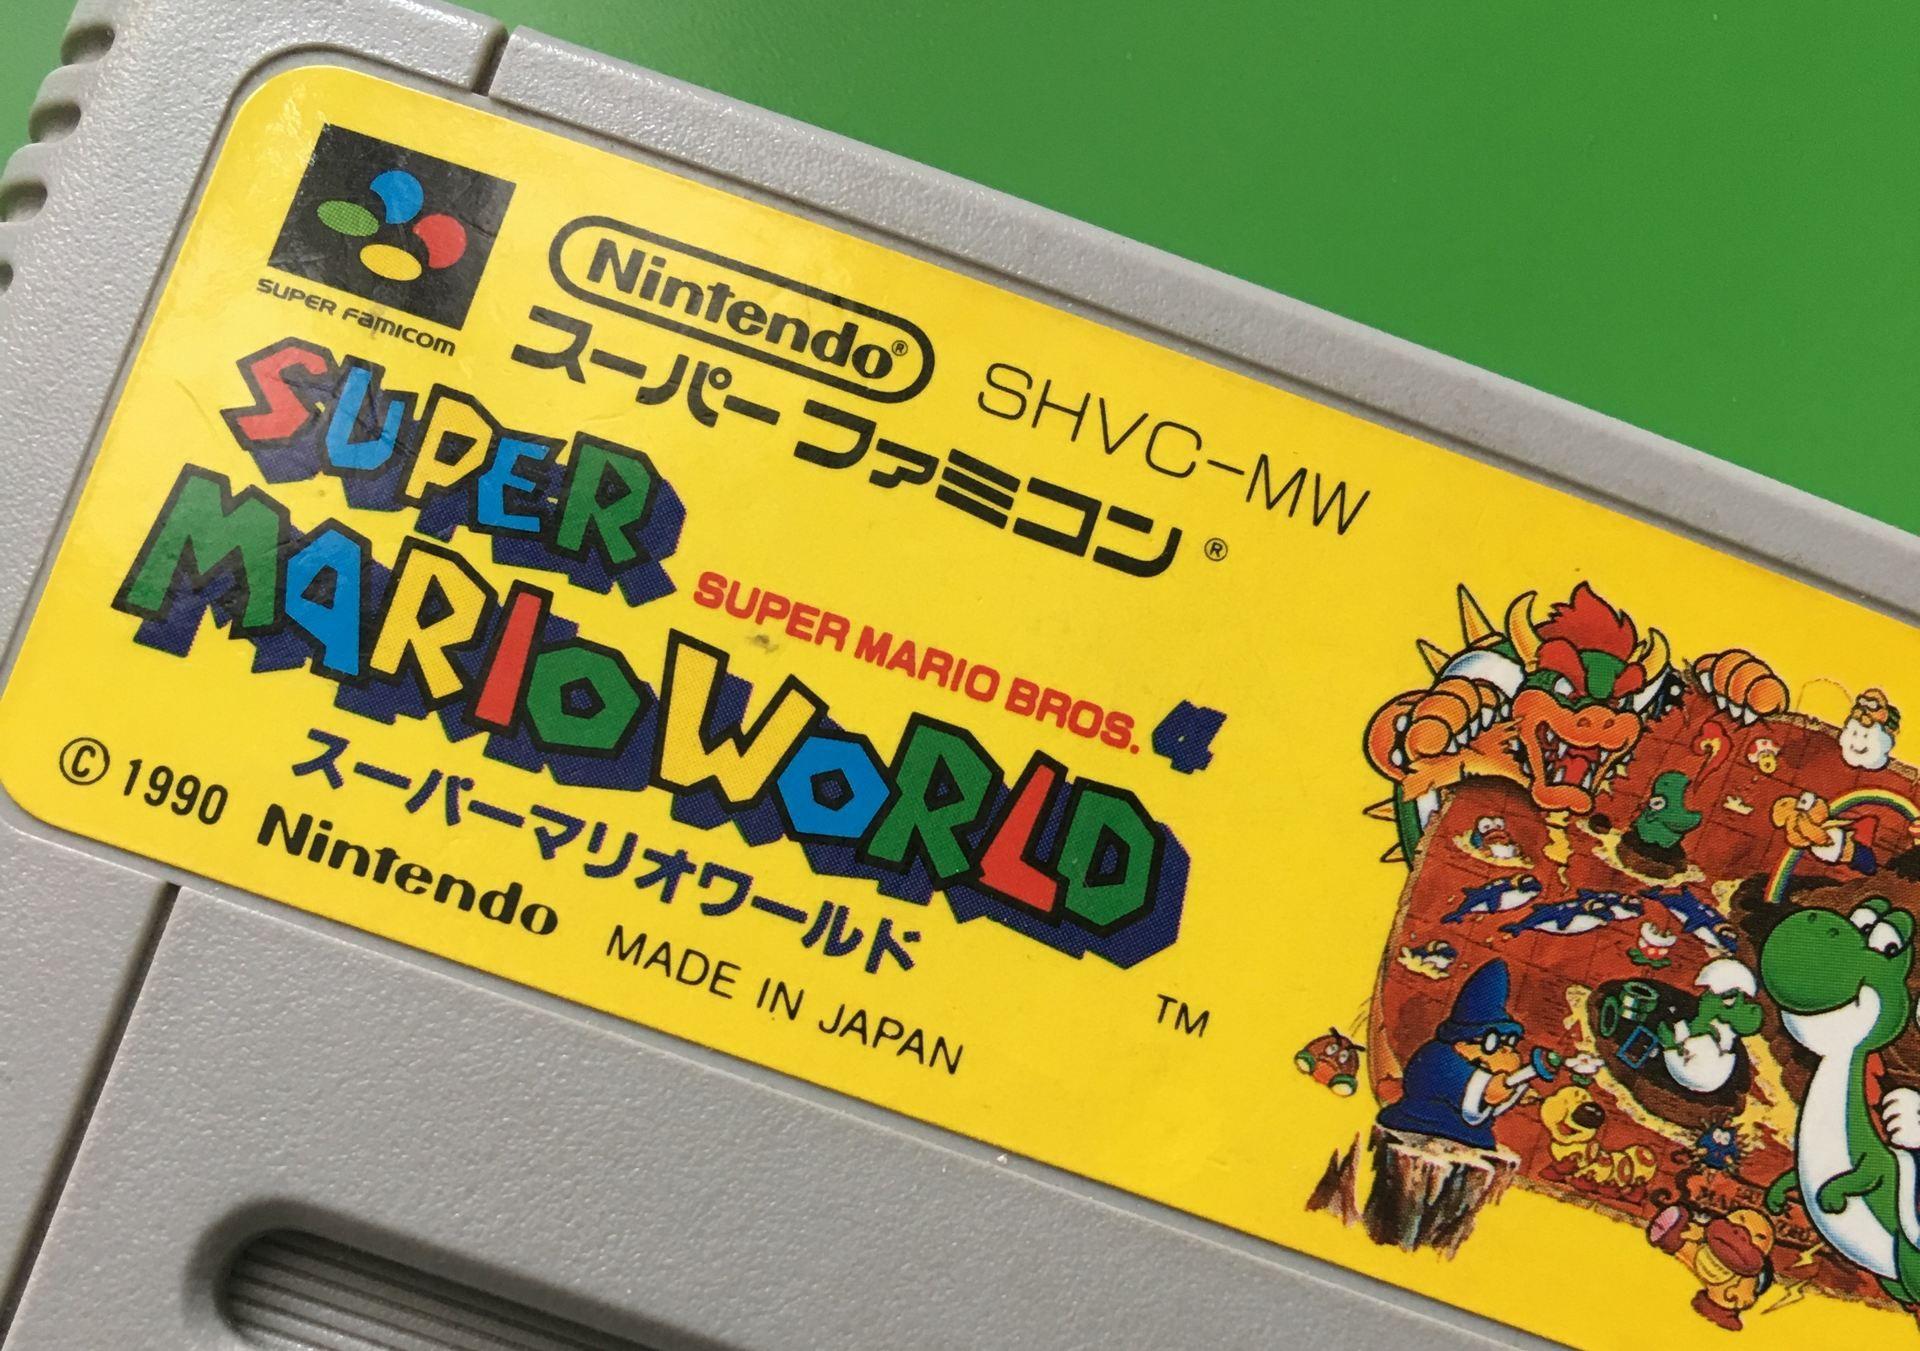 SUPER FAMICOM
Nintendo®
スーパーファミコン®
SHVC-MW
SUPER
MARIO WORLD
SUPER MARIO BROS. 4
スーパーマリオワールド
TM
© 1990 Nintendo MADE IN JAPAN